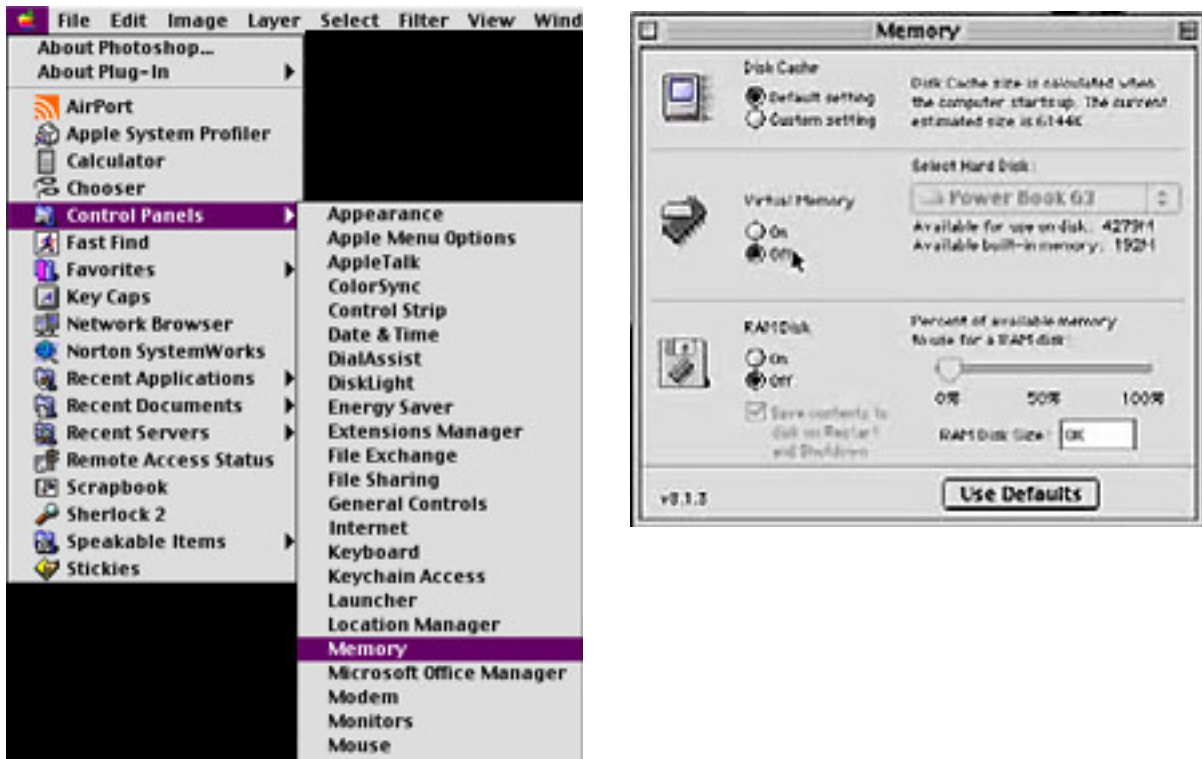 File Edit Image Layer Select Filter View Wind
About Photoshop...
About Plug-In
AirPort
Apple System Profiler
Calculator
Chooser
Control Panels
Fast Find
Favorites
Key Caps
Network Browser
Norton SystemWorks
Recent Applications
Recent Documents
Recent Servers
Remote Access Status
Scrapbook
Sherlock 2
Speakable Items
Stickies
Appearance
Apple Menu Options
AppleTalk
ColorSync
Control Strip
Date & Time
DialAssist
DiskLight
Energy Saver
Extensions Manager
File Exchange
File Sharing
General Controls
Internet
Keyboard
Keychain Access
Launcher
Location Manager
Memory
Microsoft Office Manager
Modem
Monitors
Mouse
Memory
Disk Cache
Default setting
Custom setting
Disk Cache size is calculated when
the computer starts up. The current
estimated size is 6144K
Virtual Memory
On
Off
Select Hard Disk:
Power Book G3
Available for use on disk: 4279M
Available built-in memory: 192M
RAM Disk
On
Off
Save contents to
disk on Restart
and Shutdown
Percent of available memory
to use for a RAM disk:
0% 50% 100%
RAM Disk Size: 0K
v8.1.3
Use Defaults